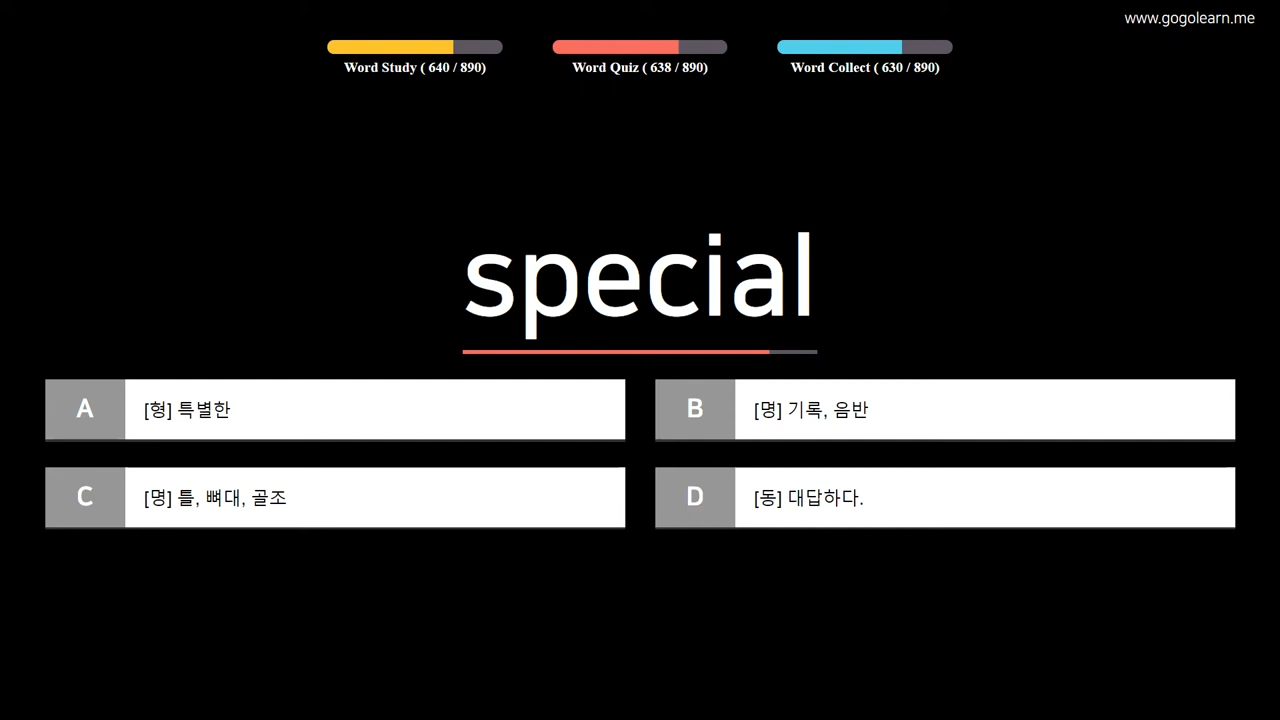 www.gogolearn.me
Word Study ( 640 / 890)
Word Quiz ( 638 / 890)
Word Collect ( 630 / 890)
special
A [형] 특별한
B [명] 기록, 음반
C [명] 틀, 뼈대, 골조
D [동] 대답하다.